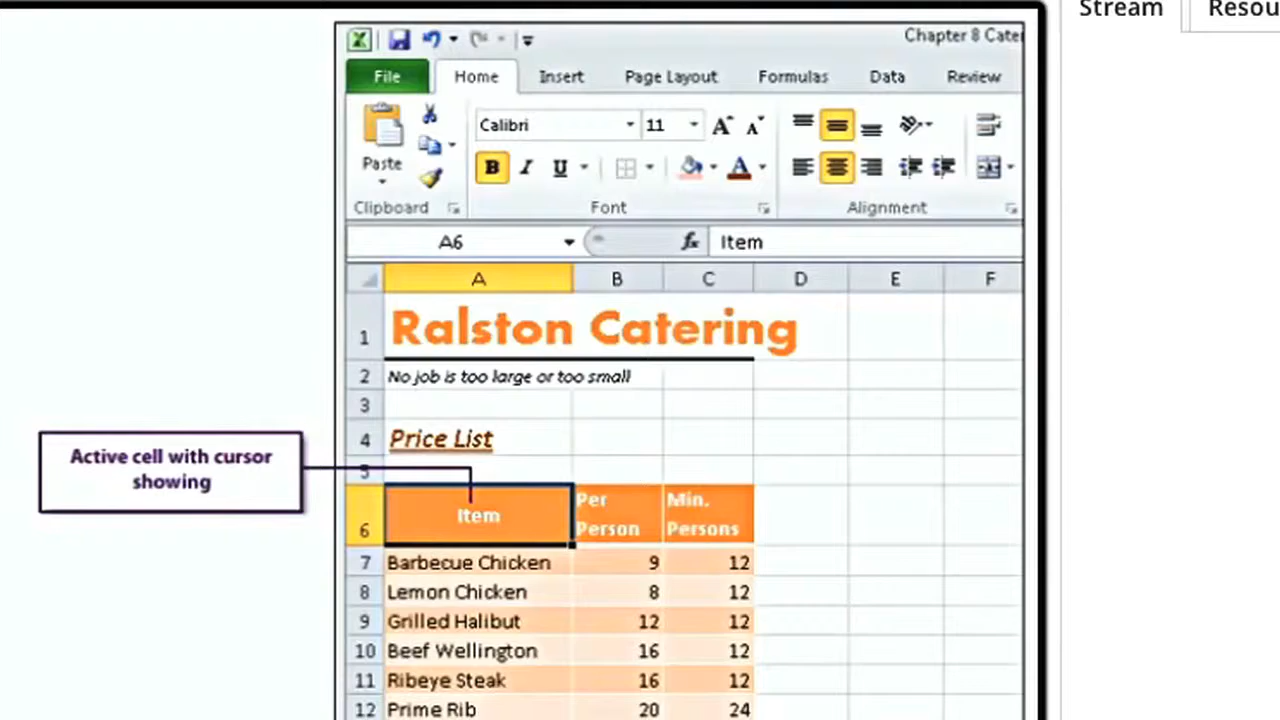 Stream
Resou
Chapter 8 Cater
File
Home
Insert
Page Layout
Formulas
Data
Review
Paste
Calibri
11
B I U
A
Clipboard
Font
Alignment
A6
fx
Item
A B C D E F
1 Ralston Catering
2 No job is too large or too small
3
4 Price List
5
Active cell with cursor
showing
6 Item Per Person Min. Persons
7 Barbecue Chicken 9 12
8 Lemon Chicken 8 12
9 Grilled Halibut 12 12
10 Beef Wellington 16 12
11 Ribeye Steak 16 12
12 Prime Rib 20 24